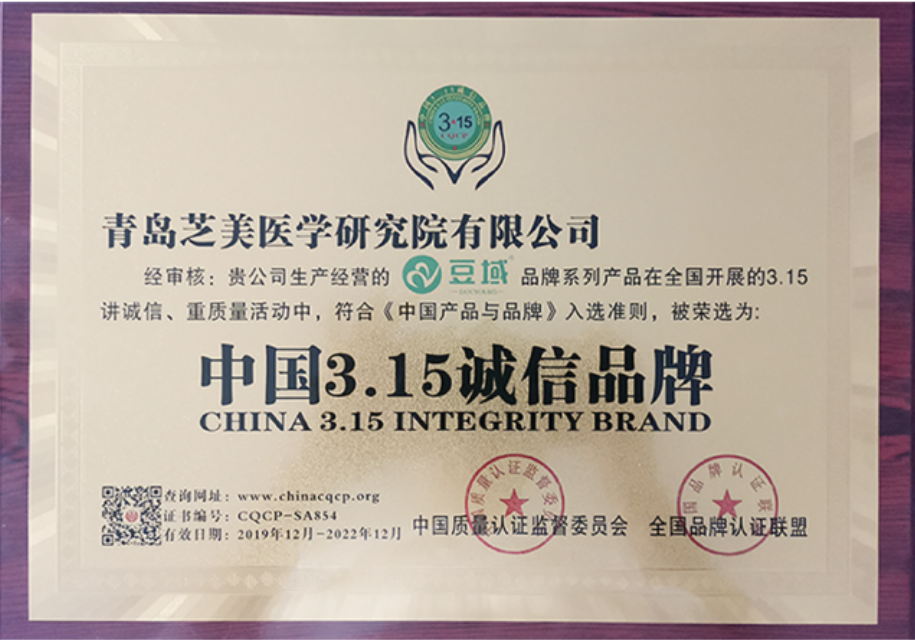 3·15
CQCP
青岛芝美医学研究院有限公司
经审核：贵公司生产经营的 豆域® 品牌系列产品在全国开展的3.15
讲诚信、重质量活动中，符合《中国产品与品牌》入选准则，被荣选为:
中国3.15诚信品牌
CHINA 3.15 INTEGRITY BRAND
查询网址：www.chinacqcp.org
证书编号：CQCP-SA854
有效日期：2019年12月-2022年12月
中国质量认证监督委员会 全国品牌认证联盟